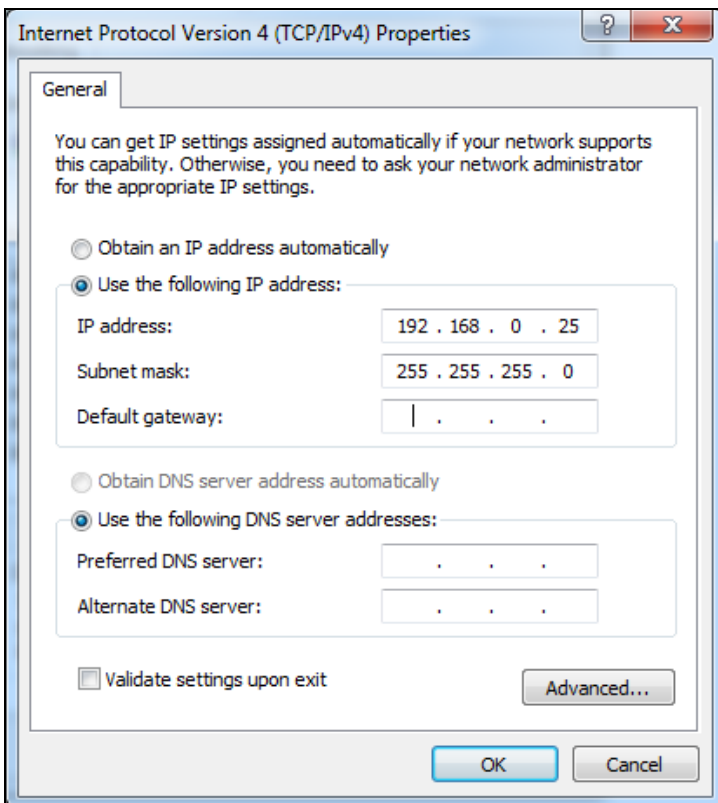 Internet Protocol Version 4 (TCP/IPv4) Properties
?
X
General
You can get IP settings assigned automatically if your network supports
this capability. Otherwise, you need to ask your network administrator
for the appropriate IP settings.
Obtain an IP address automatically
Use the following IP address:
IP address: 192 . 168 . 0 . 25
Subnet mask: 255 . 255 . 255 . 0
Default gateway: . . .
Obtain DNS server address automatically
Use the following DNS server addresses:
Preferred DNS server: . . .
Alternate DNS server: . . .
Validate settings upon exit
Advanced...
OK Cancel